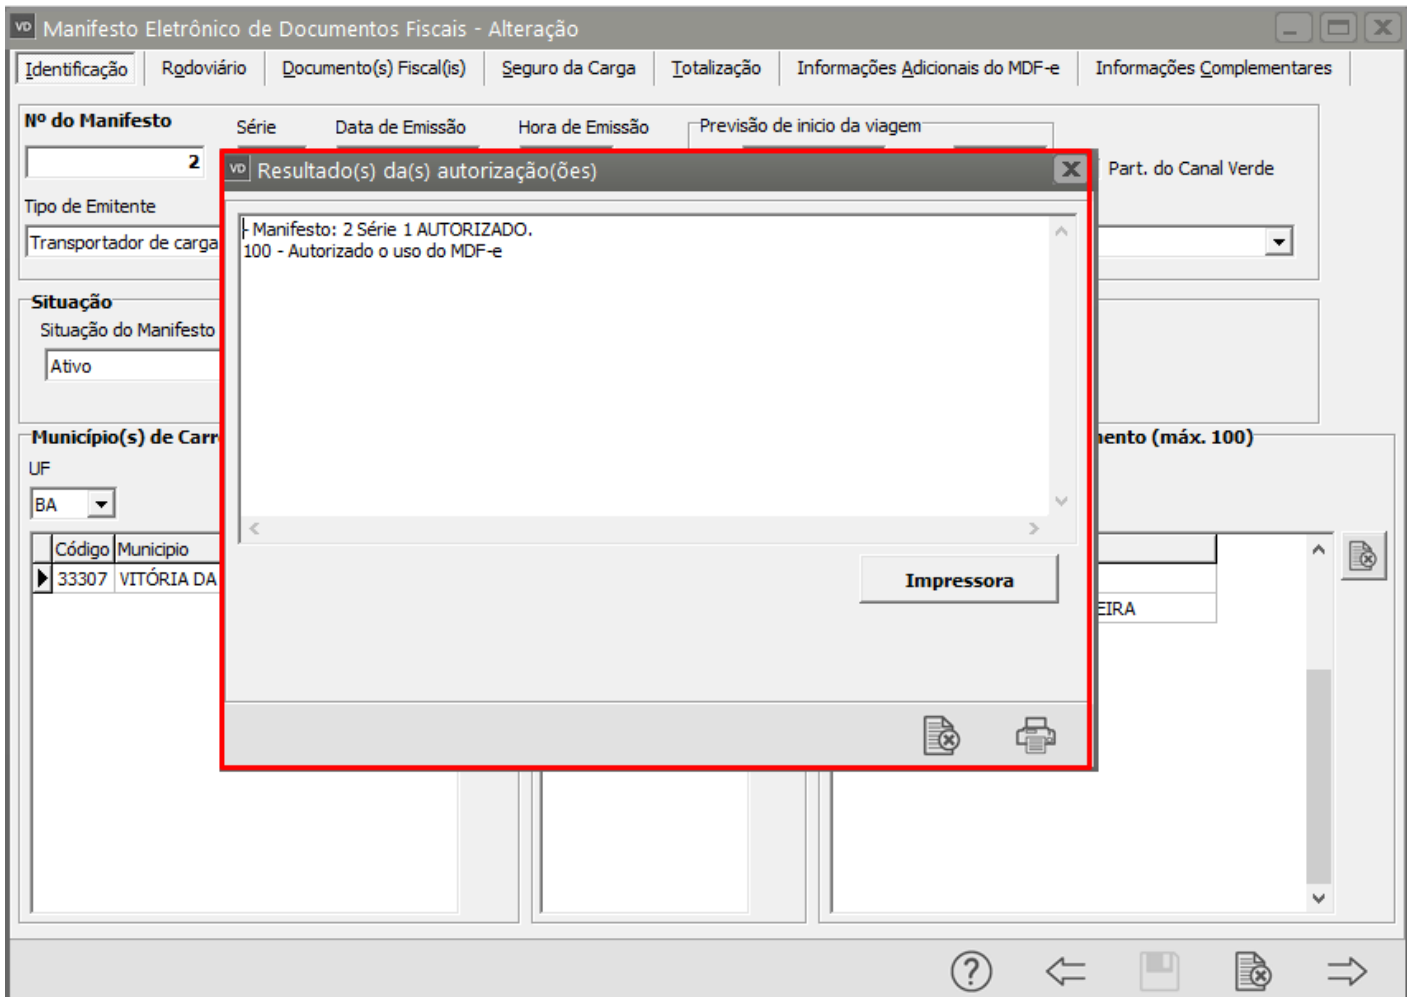 VD Manifesto Eletrônico de Documentos Fiscais - Alteração
Identificação Rodoviário Documento(s) Fiscal(is) Seguro da Carga Totalização Informações Adicionais do MDF-e Informações Complementares
Nº do Manifesto Série Data de Emissão Hora de Emissão Previsão de inicio da viagem
2
Part. do Canal Verde
Tipo de Emitente
Transportador de carga
VD Resultado(s) da(s) autorização(ões)
- Manifesto: 2 Série 1 AUTORIZADO.
100 - Autorizado o uso do MDF-e
Impressora
Situação
Situação do Manifesto
Ativo
Município(s) de Carr
ento (máx. 100)
UF
BA
Código Municipio
33307 VITÓRIA DA
EIRA